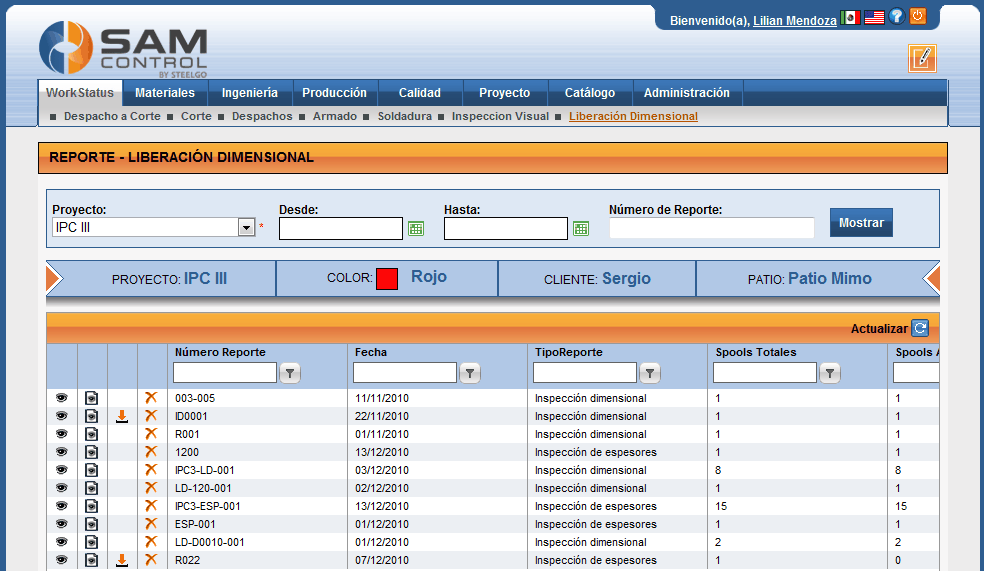 Bienvenido(a), Lilian Mendoza
SAM
CONTROL
BY STEELGO
WorkStatus Materiales Ingeniería Producción Calidad Proyecto Catálogo Administración
Despacho a Corte Corte Despachos Armado Soldadura Inspeccion Visual Liberación Dimensional
REPORTE - LIBERACIÓN DIMENSIONAL
Proyecto: Desde: Hasta: Número de Reporte:
IPC III * Mostrar
PROYECTO: IPC III COLOR: Rojo CLIENTE: Sergio PATIO: Patio Mimo
Actualizar
Número Reporte Fecha TipoReporte Spools Totales Spools A
003-005 11/11/2010 Inspección dimensional 1 1
ID0001 22/11/2010 Inspección dimensional 1 1
R001 01/11/2010 Inspección dimensional 1 1
1200 13/12/2010 Inspección de espesores 1 1
IPC3-LD-001 03/12/2010 Inspección dimensional 8 8
LD-120-001 02/12/2010 Inspección dimensional 1 1
IPC3-ESP-001 13/12/2010 Inspección de espesores 15 15
ESP-001 01/12/2010 Inspección de espesores 1 1
LD-D0010-001 01/12/2010 Inspección dimensional 2 2
R022 07/12/2010 Inspección de espesores 1 0